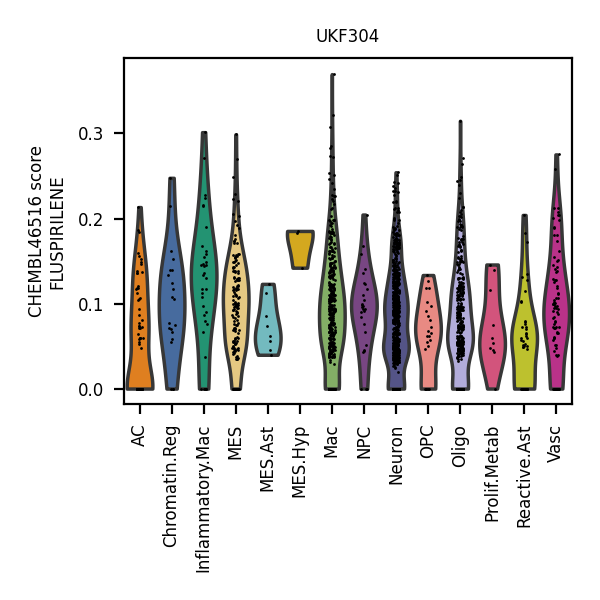 UKF304
CHEMBL46516 score
FLUSPIRILENE
0.3
0.2
0.1
0.0
AC
Chromatin.Reg
Inflammatory.Mac
MES
MES.Ast
MES.Hyp
Mac
NPC
Neuron
OPC
Oligo
Prolif.Metab
Reactive.Ast
Vasc